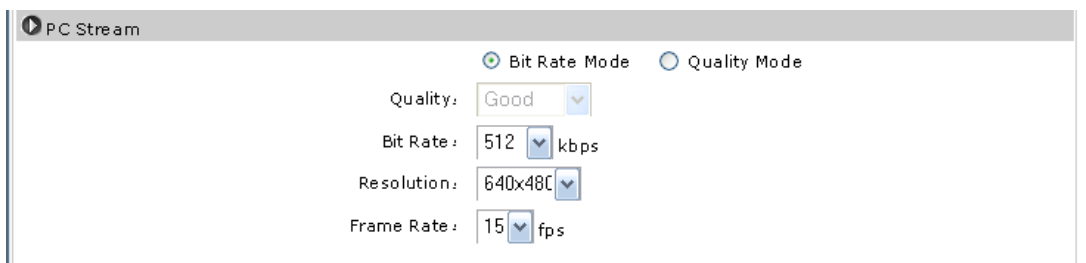 PC Stream
Bit Rate Mode Quality Mode
Quality: Good
Bit Rate: 512 kbps
Resolution: 640x480
Frame Rate: 15 fps